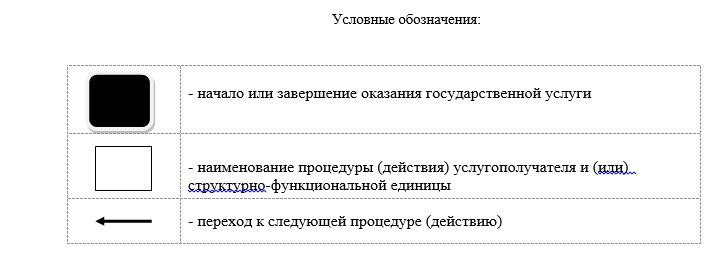 Условные обозначения:
- начало или завершение оказания государственной услуги
- наименование процедуры (действия) услугополучателя и (или)
структурно-функциональной единицы
- переход к следующей процедуре (действию)